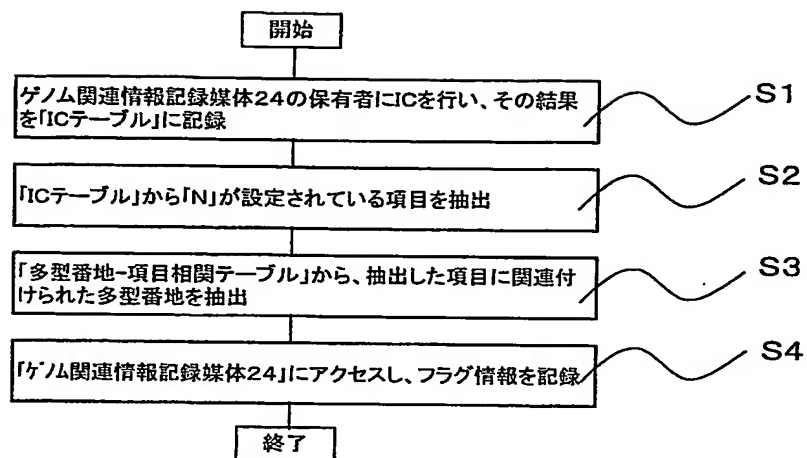 開始
ゲノム関連情報記録媒体24の保有者にICを行い、その結果
を「ICテーブル」に記録
S1
「ICテーブル」から「N」が設定されている項目を抽出
S2
「多型番地-項目相関テーブル」から、抽出した項目に関連付
けられた多型番地を抽出
S3
「ゲノム関連情報記録媒体24」にアクセスし、フラグ情報を記録
S4
終了